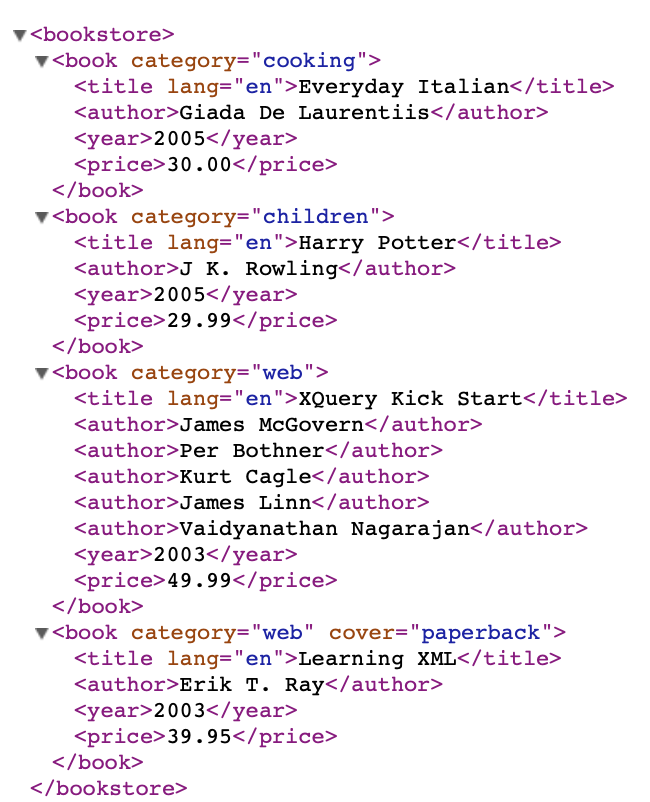 <bookstore>
<book category="cooking">
<title lang="en">Everyday Italian</title>
<author>Giada De Laurentiis</author>
<year>2005</year>
<price>30.00</price>
</book>
<book category="children">
<title lang="en">Harry Potter</title>
<author>J K. Rowling</author>
<year>2005</year>
<price>29.99</price>
</book>
<book category="web">
<title lang="en">XQuery Kick Start</title>
<author>James McGovern</author>
<author>Per Bothner</author>
<author>Kurt Cagle</author>
<author>James Linn</author>
<author>Vaidyanathan Nagarajan</author>
<year>2003</year>
<price>49.99</price>
</book>
<book category="web" cover="paperback">
<title lang="en">Learning XML</title>
<author>Erik T. Ray</author>
<year>2003</year>
<price>39.95</price>
</book>
</bookstore>